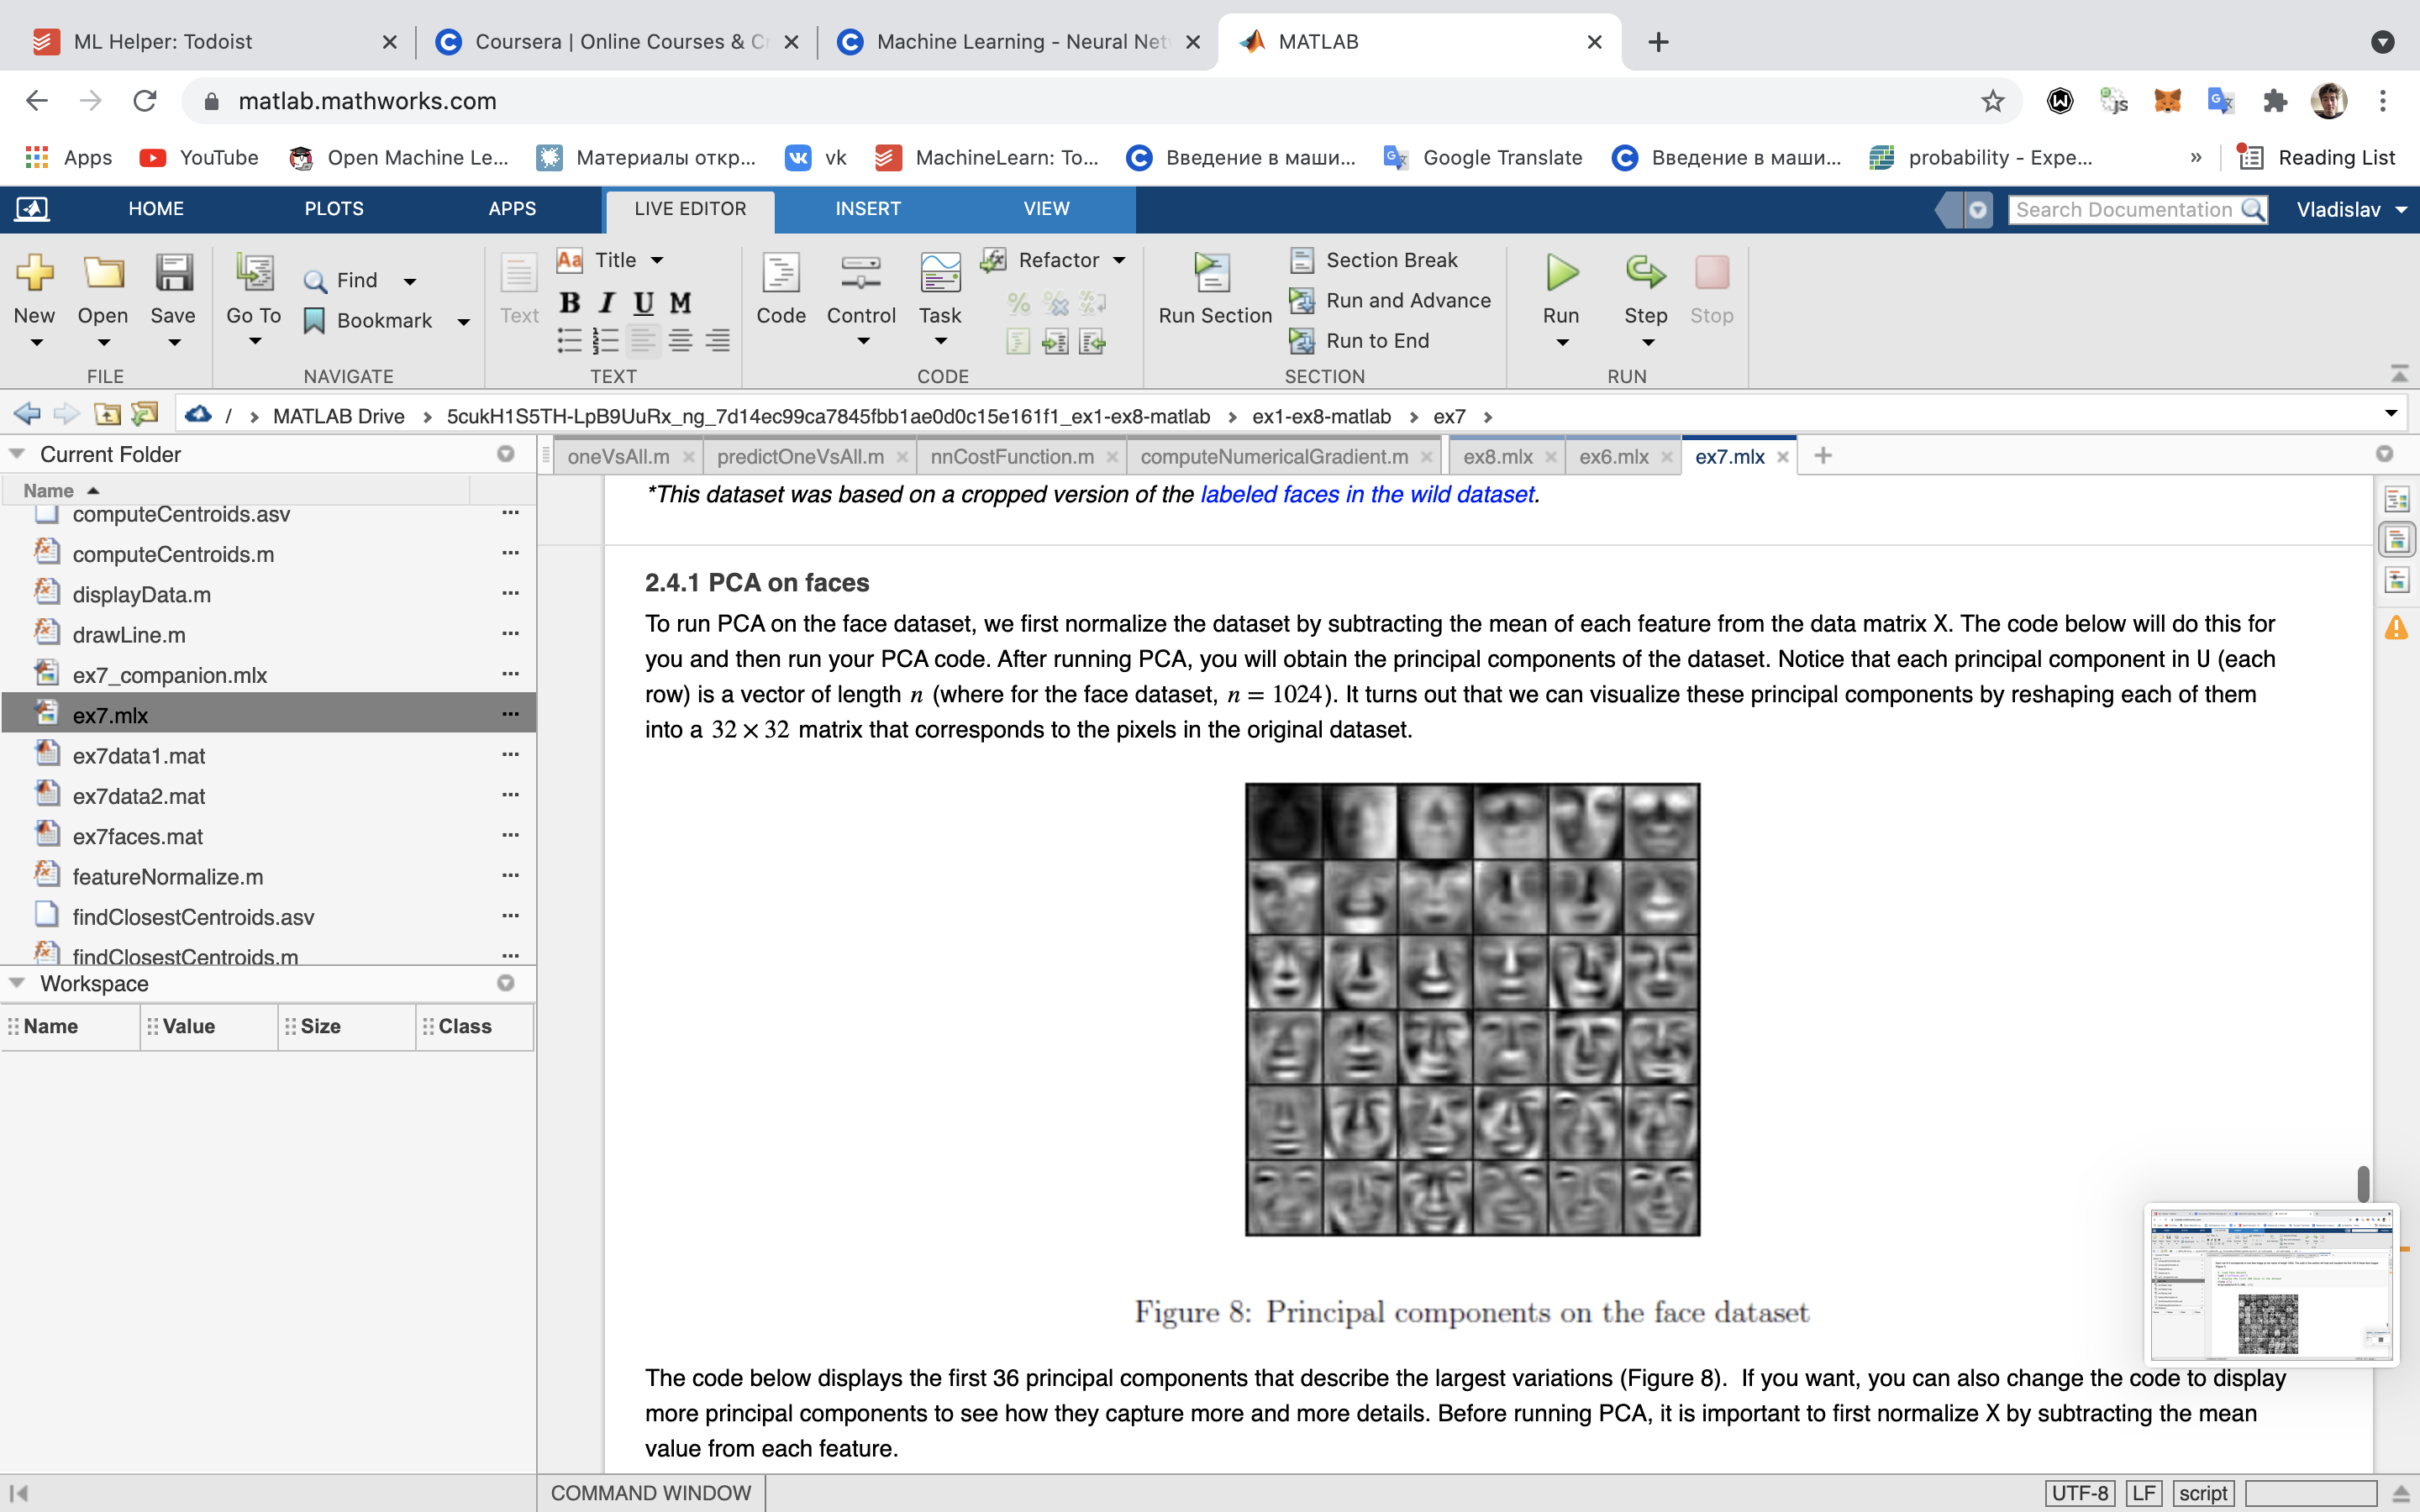 ML Helper: Todoist
Coursera | Online Courses & Cr
Machine Learning - Neural Netw
MATLAB
matlab.mathworks.com
Apps
YouTube
Open Machine Le...
Материалы откр...
vk
MachineLearn: To...
Введение в маши...
Google Translate
Введение в маши...
probability - Expe...
»
Reading List
HOME
PLOTS
APPS
LIVE EDITOR
INSERT
VIEW
Search Documentation
Vladislav
New
Open
Save
FILE
Go To
Find
Bookmark
NAVIGATE
Text
Aa Title
B I U M
TEXT
Code
Control
Task
Refactor
CODE
Run Section
Section Break
Run and Advance
Run to End
SECTION
Run
Step
Stop
RUN
/ › MATLAB Drive › 5cukH1S5TH-LpB9UuRx_ng_7d14ec99ca7845fbb1ae0d0c15e161f1_ex1-ex8-matlab › ex1-ex8-matlab › ex7 ›
Current Folder
Name
computeCentroids.asv
computeCentroids.m
displayData.m
drawLine.m
ex7_companion.mlx
ex7.mlx
ex7data1.mat
ex7data2.mat
ex7faces.mat
featureNormalize.m
findClosestCentroids.asv
findClosestCentroids.m
Workspace
Name
Value
Size
Class
oneVsAll.m
predictOneVsAll.m
nnCostFunction.m
computeNumericalGradient.m
ex8.mlx
ex6.mlx
ex7.mlx
*This dataset was based on a cropped version of the labeled faces in the wild dataset.
2.4.1 PCA on faces
To run PCA on the face dataset, we first normalize the dataset by subtracting the mean of each feature from the data matrix X. The code below will do this for
you and then run your PCA code. After running PCA, you will obtain the principal components of the dataset. Notice that each principal component in U (each
row) is a vector of length n (where for the face dataset, n = 1024). It turns out that we can visualize these principal components by reshaping each of them
into a 32 × 32 matrix that corresponds to the pixels in the original dataset.
Figure 8: Principal components on the face dataset
The code below displays the first 36 principal components that describe the largest variations (Figure 8). If you want, you can also change the code to display
more principal components to see how they capture more and more details. Before running PCA, it is important to first normalize X by subtracting the mean
value from each feature.
COMMAND WINDOW
UTF-8
LF
script